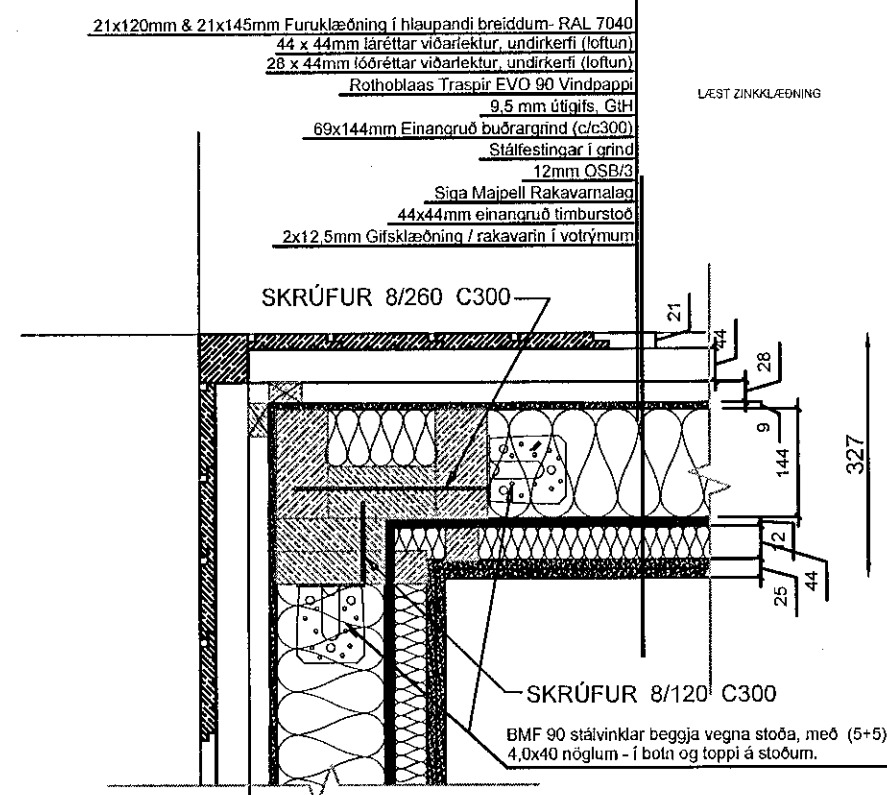 21x120mm & 21x145mm Furuklæðning í hlaupandi breiddum- RAL 7040
44 x 44mm láréttar viðarlektur, undirkerfi (loftun)
28 x 44mm lóðréttar viðarlektur, undirkerfi (loftun)
Rothoblaas Traspir EVO 90 Vindpappi
9,5 mm útigifs, GtH
69x144mm Einangruð buðrargrind (c/c300)
Stálfestingar í grind
12mm OSB/3
Siga Majpell Rakavarnalag
44x44mm einangruð timburstoð
2x12,5mm Gifsklæðning / rakavarin í votrýmum
LÆST ZINKKLÆÐNING
SKRÚFUR 8/260 C300
21
44
28
9
144
327
12
44
25
SKRÚFUR 8/120 C300
BMF 90 stálvinklar beggja vegna stoða, með (5+5)
4,0x40 nöglum - í botn og toppi á stoðum.